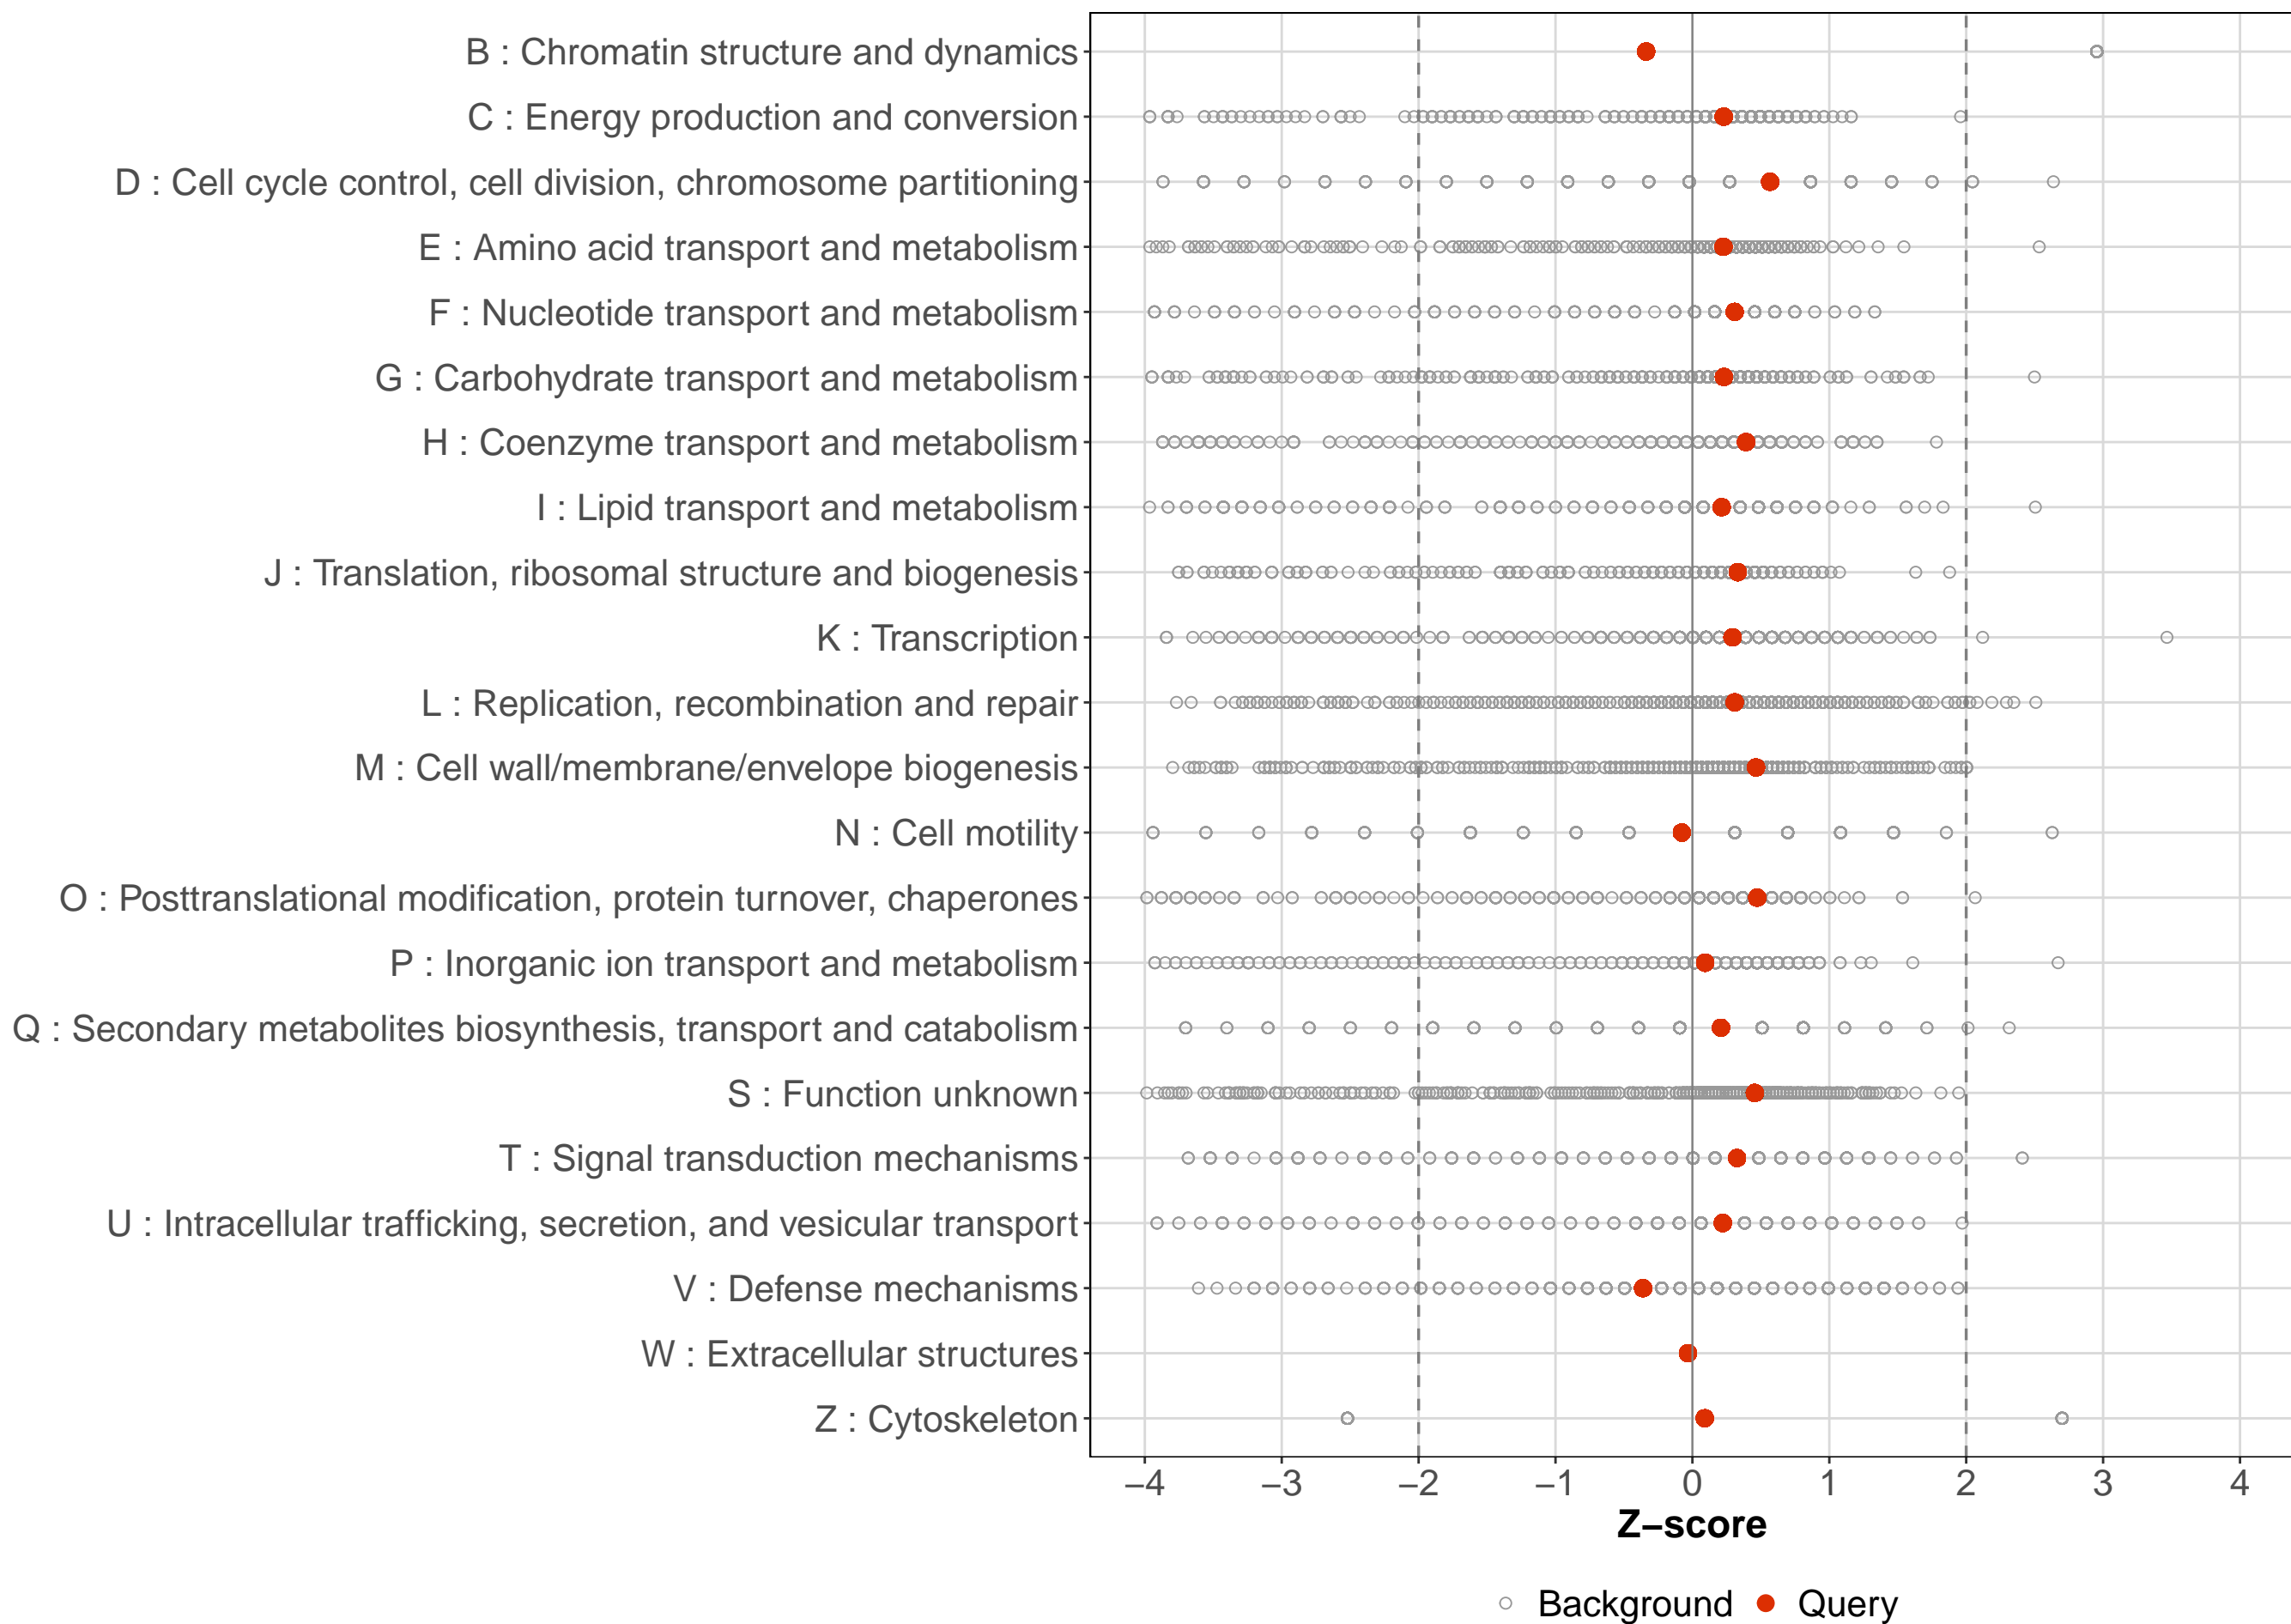 B : Chromatin structure and dynamics
C : Energy production and conversion
D : Cell cycle control, cell division, chromosome partitioning
E : Amino acid transport and metabolism
F : Nucleotide transport and metabolism
G : Carbohydrate transport and metabolism
H : Coenzyme transport and metabolism
I : Lipid transport and metabolism
J : Translation, ribosomal structure and biogenesis
K : Transcription
L : Replication, recombination and repair
M : Cell wall/membrane/envelope biogenesis
N : Cell motility
O : Posttranslational modification, protein turnover, chaperones
P : Inorganic ion transport and metabolism
Q : Secondary metabolites biosynthesis, transport and catabolism
S : Function unknown
T : Signal transduction mechanisms
U : Intracellular trafficking, secretion, and vesicular transport
V : Defense mechanisms
W : Extracellular structures
Z : Cytoskeleton
−4 −3 −2 −1 0 1 2 3 4
Z−score
Background Query